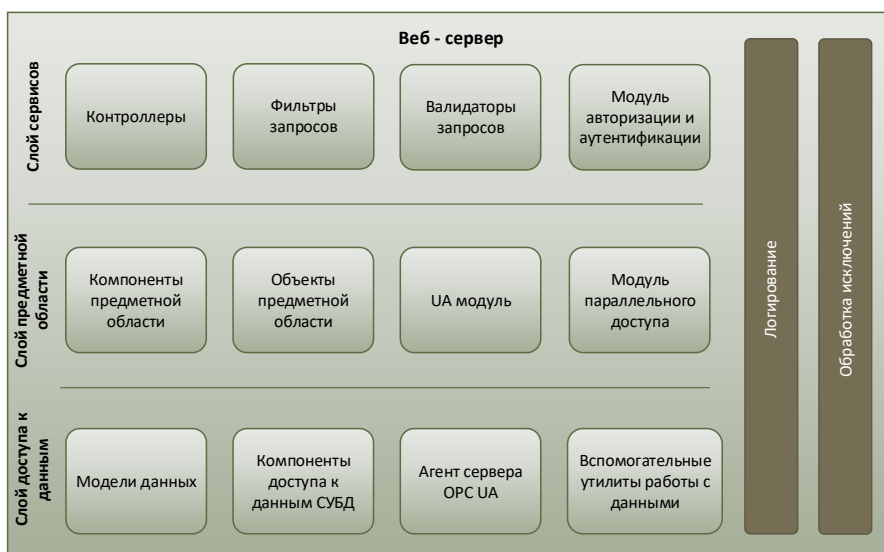 Веб - сервер
Слой сервисов
Контроллеры
Фильтры
запросов
Валидаторы
запросов
Модуль
авторизации и
аутентификации
Слой предметной
области
Компоненты
предметной
области
Объекты
предметной
области
UA модуль
Модуль
параллельного
доступа
Слой доступа к
данным
Модели данных
Компоненты
доступа к
данным СУБД
Агент сервера
OPC UA
Вспомогательные
утилиты работы с
данными
Логирование
Обработка исключений